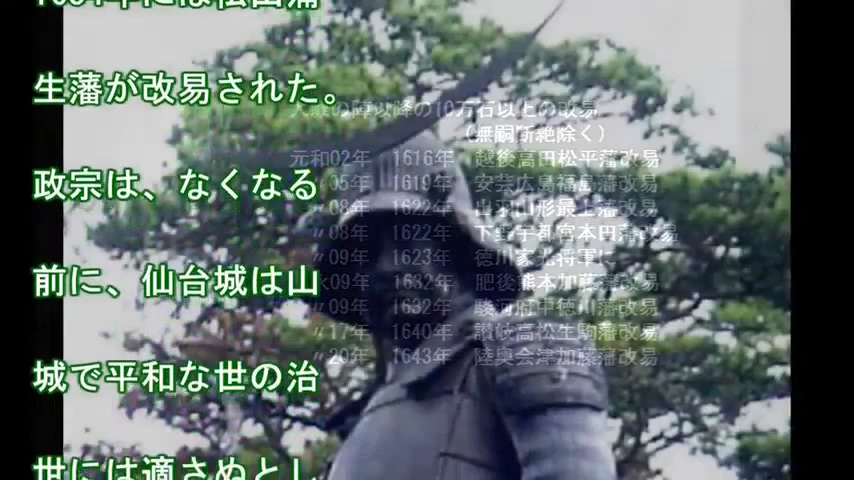 生藩が改易された。
政宗は、なくなる
前に、仙台城は山
城で平和な世の治
世には適さぬとし
の陣以降の10万石以上の改易
(無嗣断絶除く)
元和02年 1616年 越後高田松平藩改易
05年 1619年 安芸広島福島藩改易
〃08年 1622年 出羽山形最上藩改易
〃08年 1622年 下野宇都宮本田藩改易
〃09年 1623年 徳川家光将軍に
09年 1632年 肥後熊本加藤藩改易
〃09年 1632年 駿河府中徳川藩改易
〃17年 1640年 讃岐高松生駒藩改易
〃20年 1643年 陸奥会津加藤藩改易